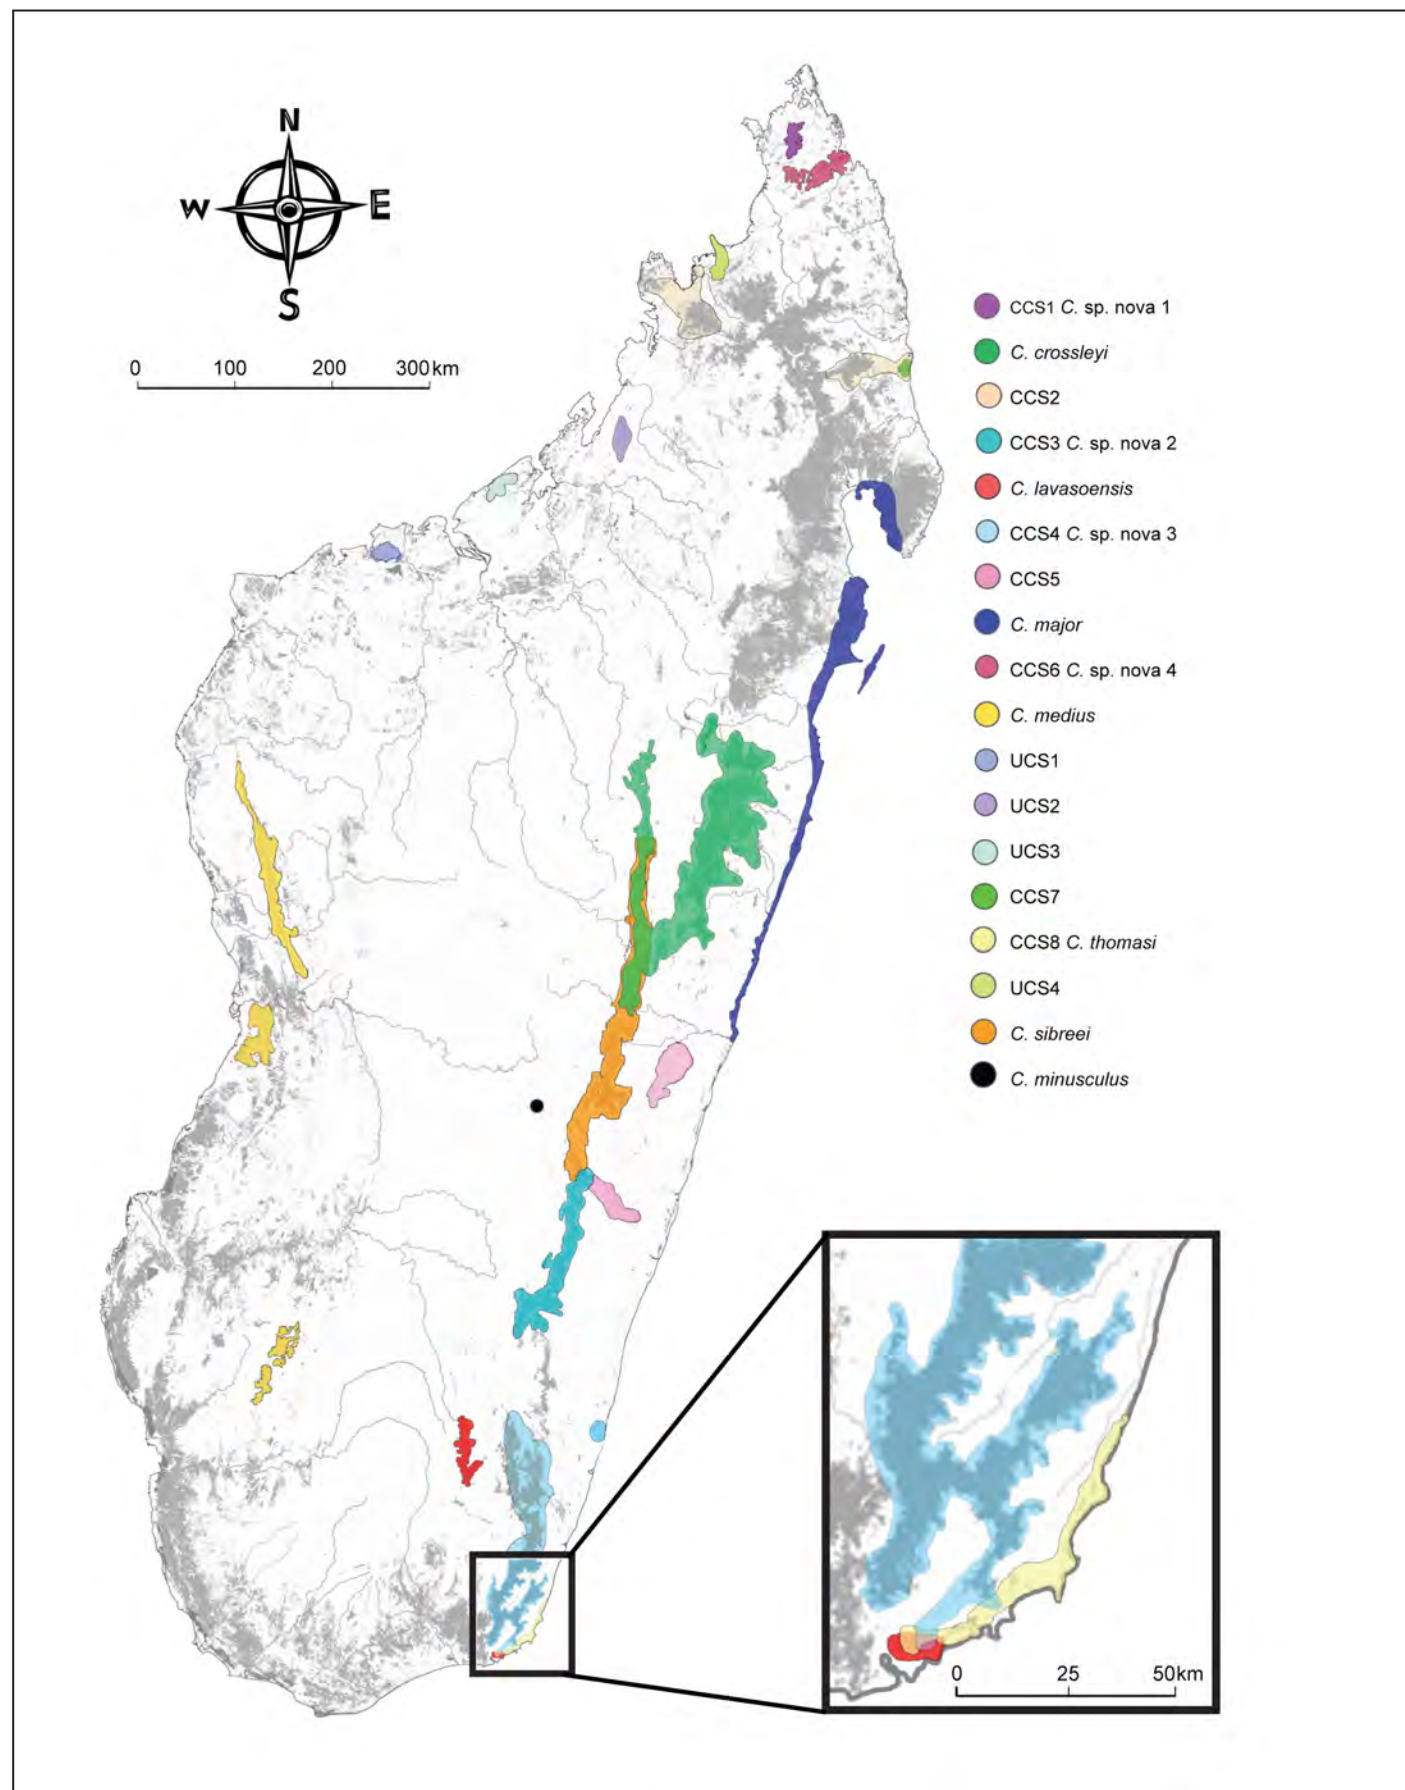 N
W E
S
0 100 200 300 km
CCS1 C. sp. nova 1
C. crossleyi
CCS2
CCS3 C. sp. nova 2
C. lavasoensis
CCS4 C. sp. nova 3
CCS5
C. major
CCS6 C. sp. nova 4
C. medius
UCS1
UCS2
UCS3
CCS7
CCS8 C. thomasi
UCS4
C. sibreei
C. minusculus
0 25 50 km